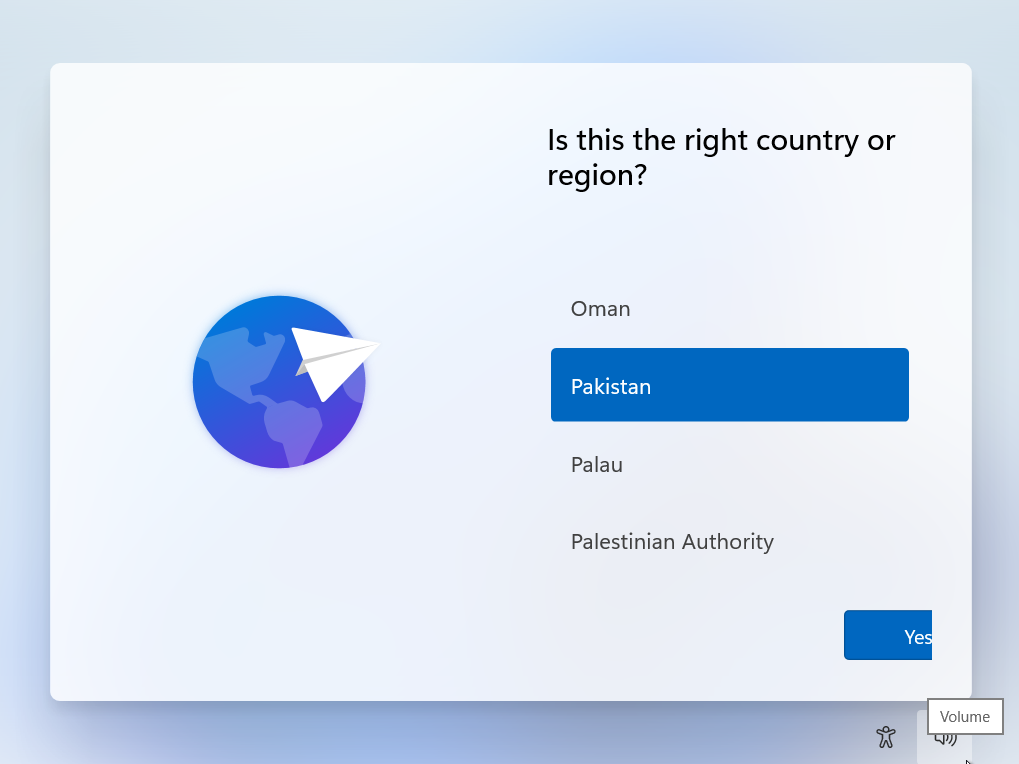 Is this the right country or
region?
Oman
Pakistan
Palau
Palestinian Authority
Yes
Volume